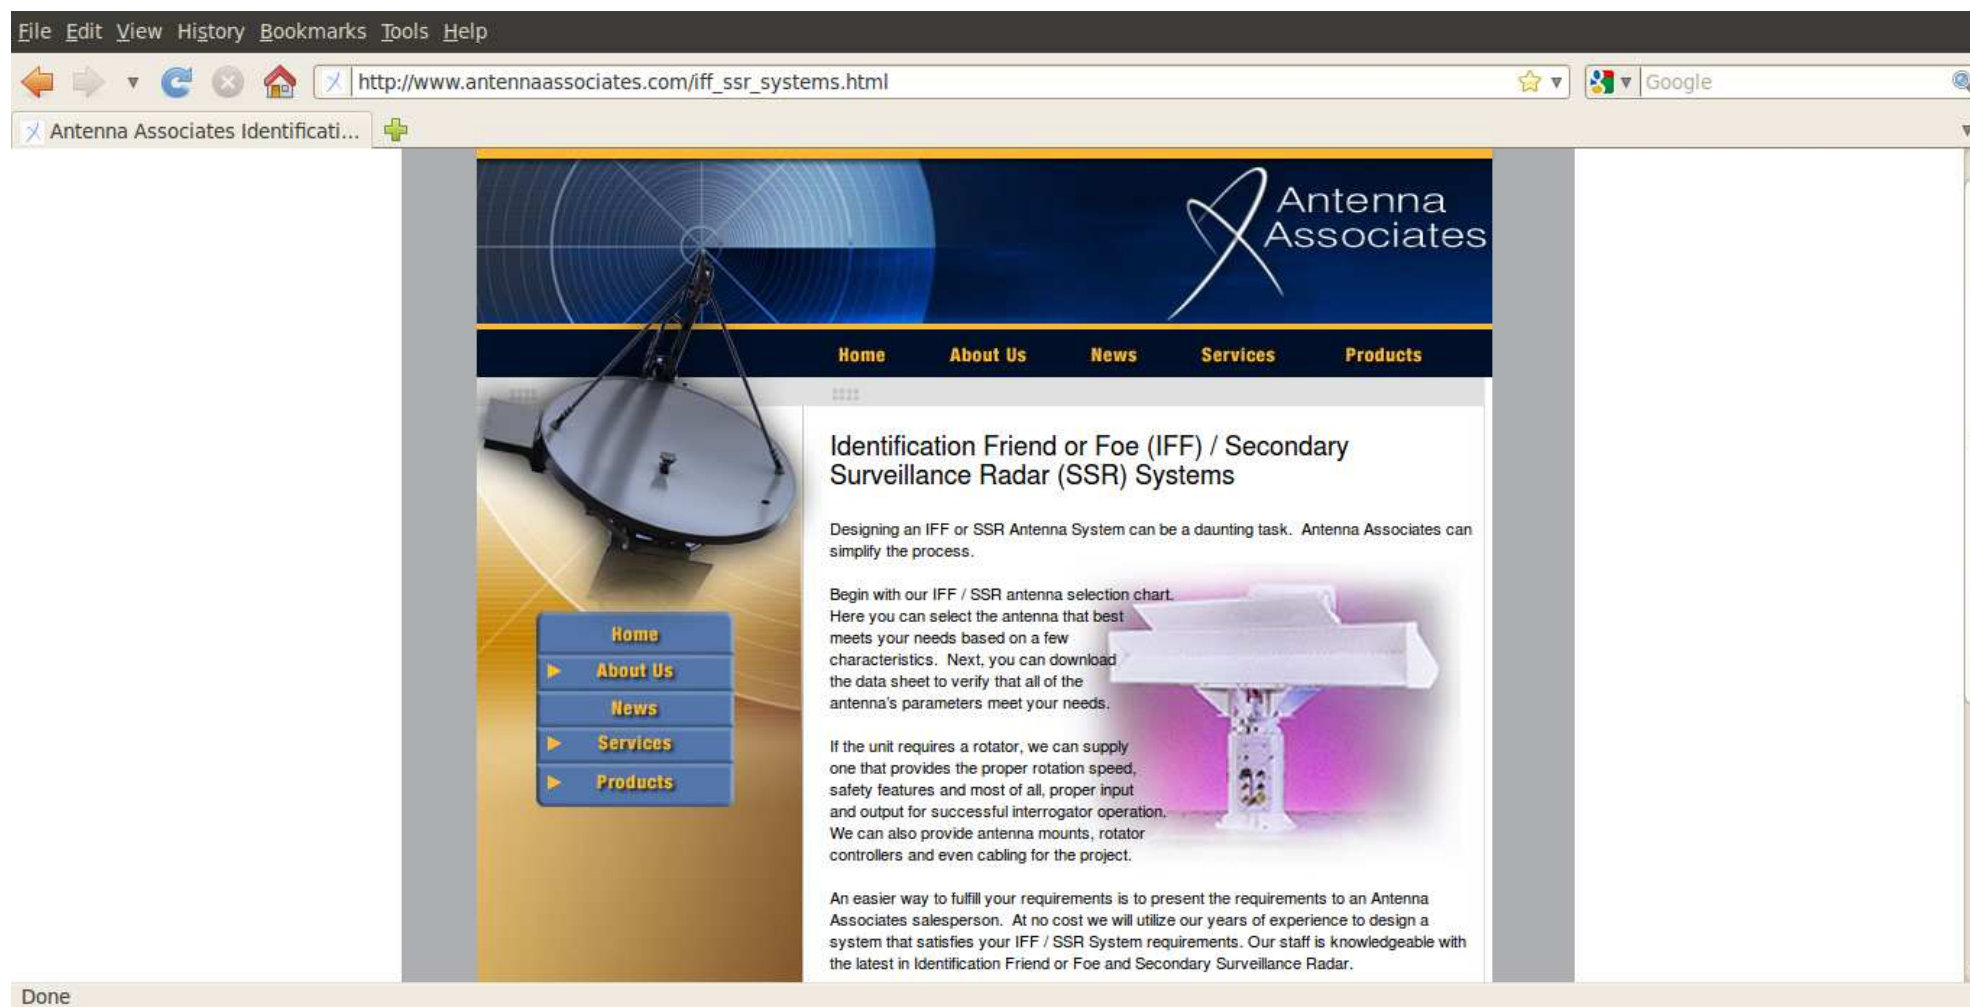 File Edit View History Bookmarks Tools Help
http://www.antennaassociates.com/iff_ssr_systems.html
Google
Antenna Associates Identificati...
Antenna
Associates
Home About Us News Services Products
Home
About Us
News
Services
Products
Identification Friend or Foe (IFF) / Secondary
Surveillance Radar (SSR) Systems
Designing an IFF or SSR Antenna System can be a daunting task. Antenna Associates can
simplify the process.
Begin with our IFF / SSR antenna selection chart.
Here you can select the antenna that best
meets your needs based on a few
characteristics. Next, you can download
the data sheet to verify that all of the
antenna's parameters meet your needs.
If the unit requires a rotator, we can supply
one that provides the proper rotation speed,
safety features and most of all, proper input
and output for successful interrogator operation.
We can also provide antenna mounts, rotator
controllers and even cabling for the project.
An easier way to fulfill your requirements is to present the requirements to an Antenna
Associates salesperson. At no cost we will utilize our years of experience to design a
system that satisfies your IFF / SSR System requirements. Our staff is knowledgeable with
the latest in Identification Friend or Foe and Secondary Surveillance Radar.
Done